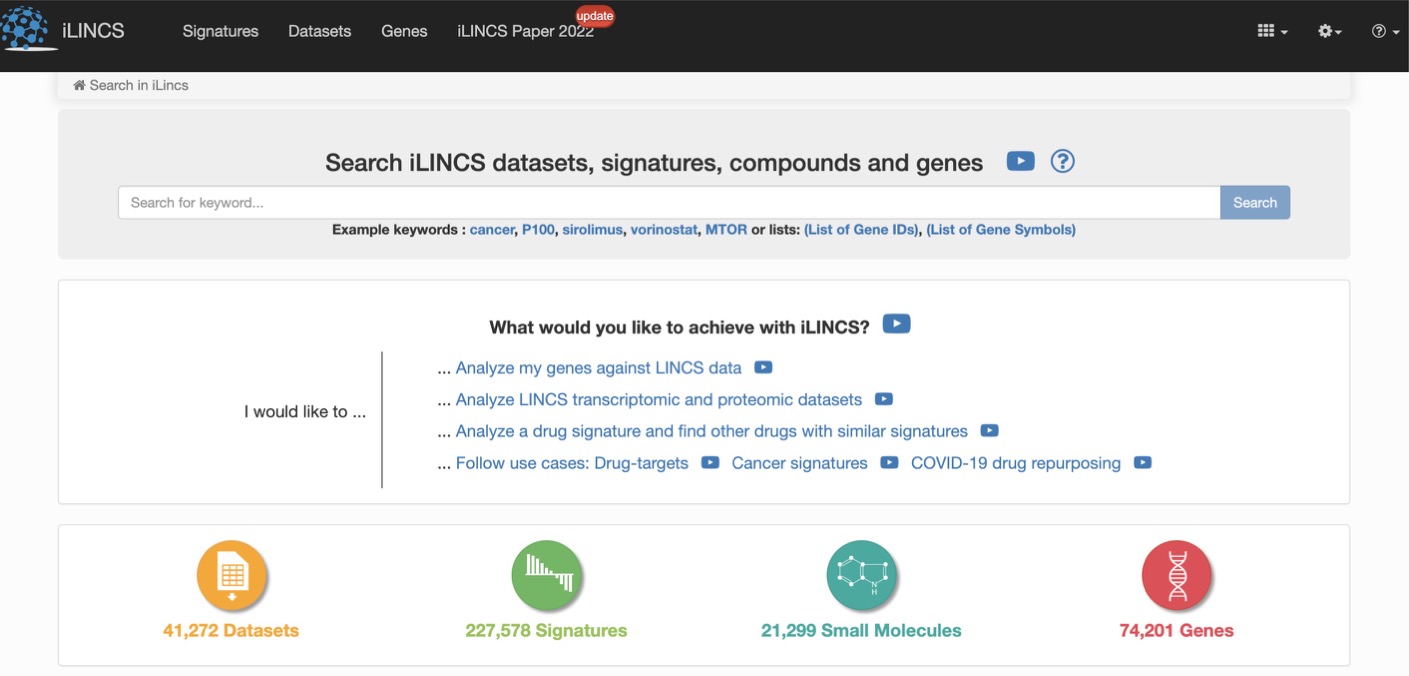 iLINCS Signatures Datasets Genes iLINCS Paper 2022 update
Search in iLincs
Search iLINCS datasets, signatures, compounds and genes ?
Search for keyword... Search
Example keywords : cancer, P100, sirolimus, vorinostat, MTOR or lists: (List of Gene IDs), (List of Gene Symbols)
What would you like to achieve with iLINCS?
... Analyze my genes against LINCS data
... Analyze LINCS transcriptomic and proteomic datasets
I would like to ...
... Analyze a drug signature and find other drugs with similar signatures
... Follow use cases: Drug-targets Cancer signatures COVID-19 drug repurposing
N
H
41,272 Datasets 227,578 Signatures 21,299 Small Molecules 74,201 Genes